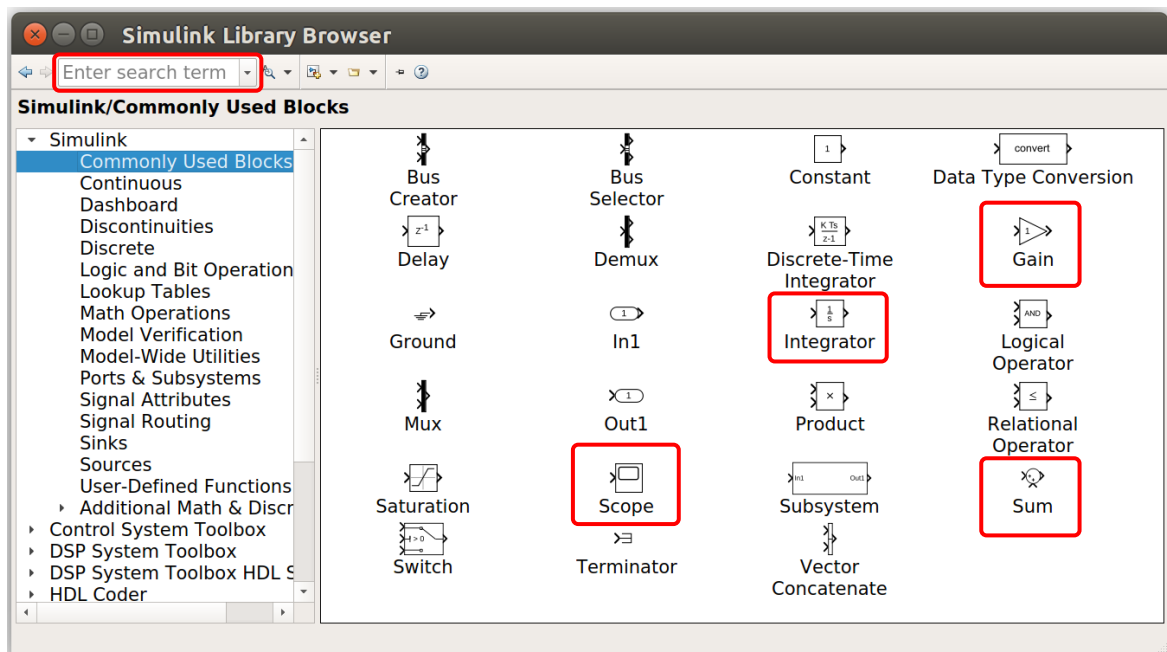 Simulink Library Browser
Enter search term
Simulink/Commonly Used Blocks
Simulink
Commonly Used Blocks
Continuous
Dashboard
Discontinuities
Discrete
Logic and Bit Operation
Lookup Tables
Math Operations
Model Verification
Model-Wide Utilities
Ports & Subsystems
Signal Attributes
Signal Routing
Sinks
Sources
User-Defined Functions
Additional Math & Discr
Control System Toolbox
DSP System Toolbox
DSP System Toolbox HDL S
HDL Coder
Bus
Creator
Bus
Selector
1
Constant
convert
Data Type Conversion
z-1
Delay
Demux
K Ts
z-1
Discrete-Time
Integrator
1
Gain
Ground
1
In1
1
s
Integrator
AND
Logical
Operator
Mux
1
Out1
×
Product
≤
Relational
Operator
Saturation
Scope
In1 Out1
Subsystem
Sum
> 0
Switch
Terminator
Vector
Concatenate